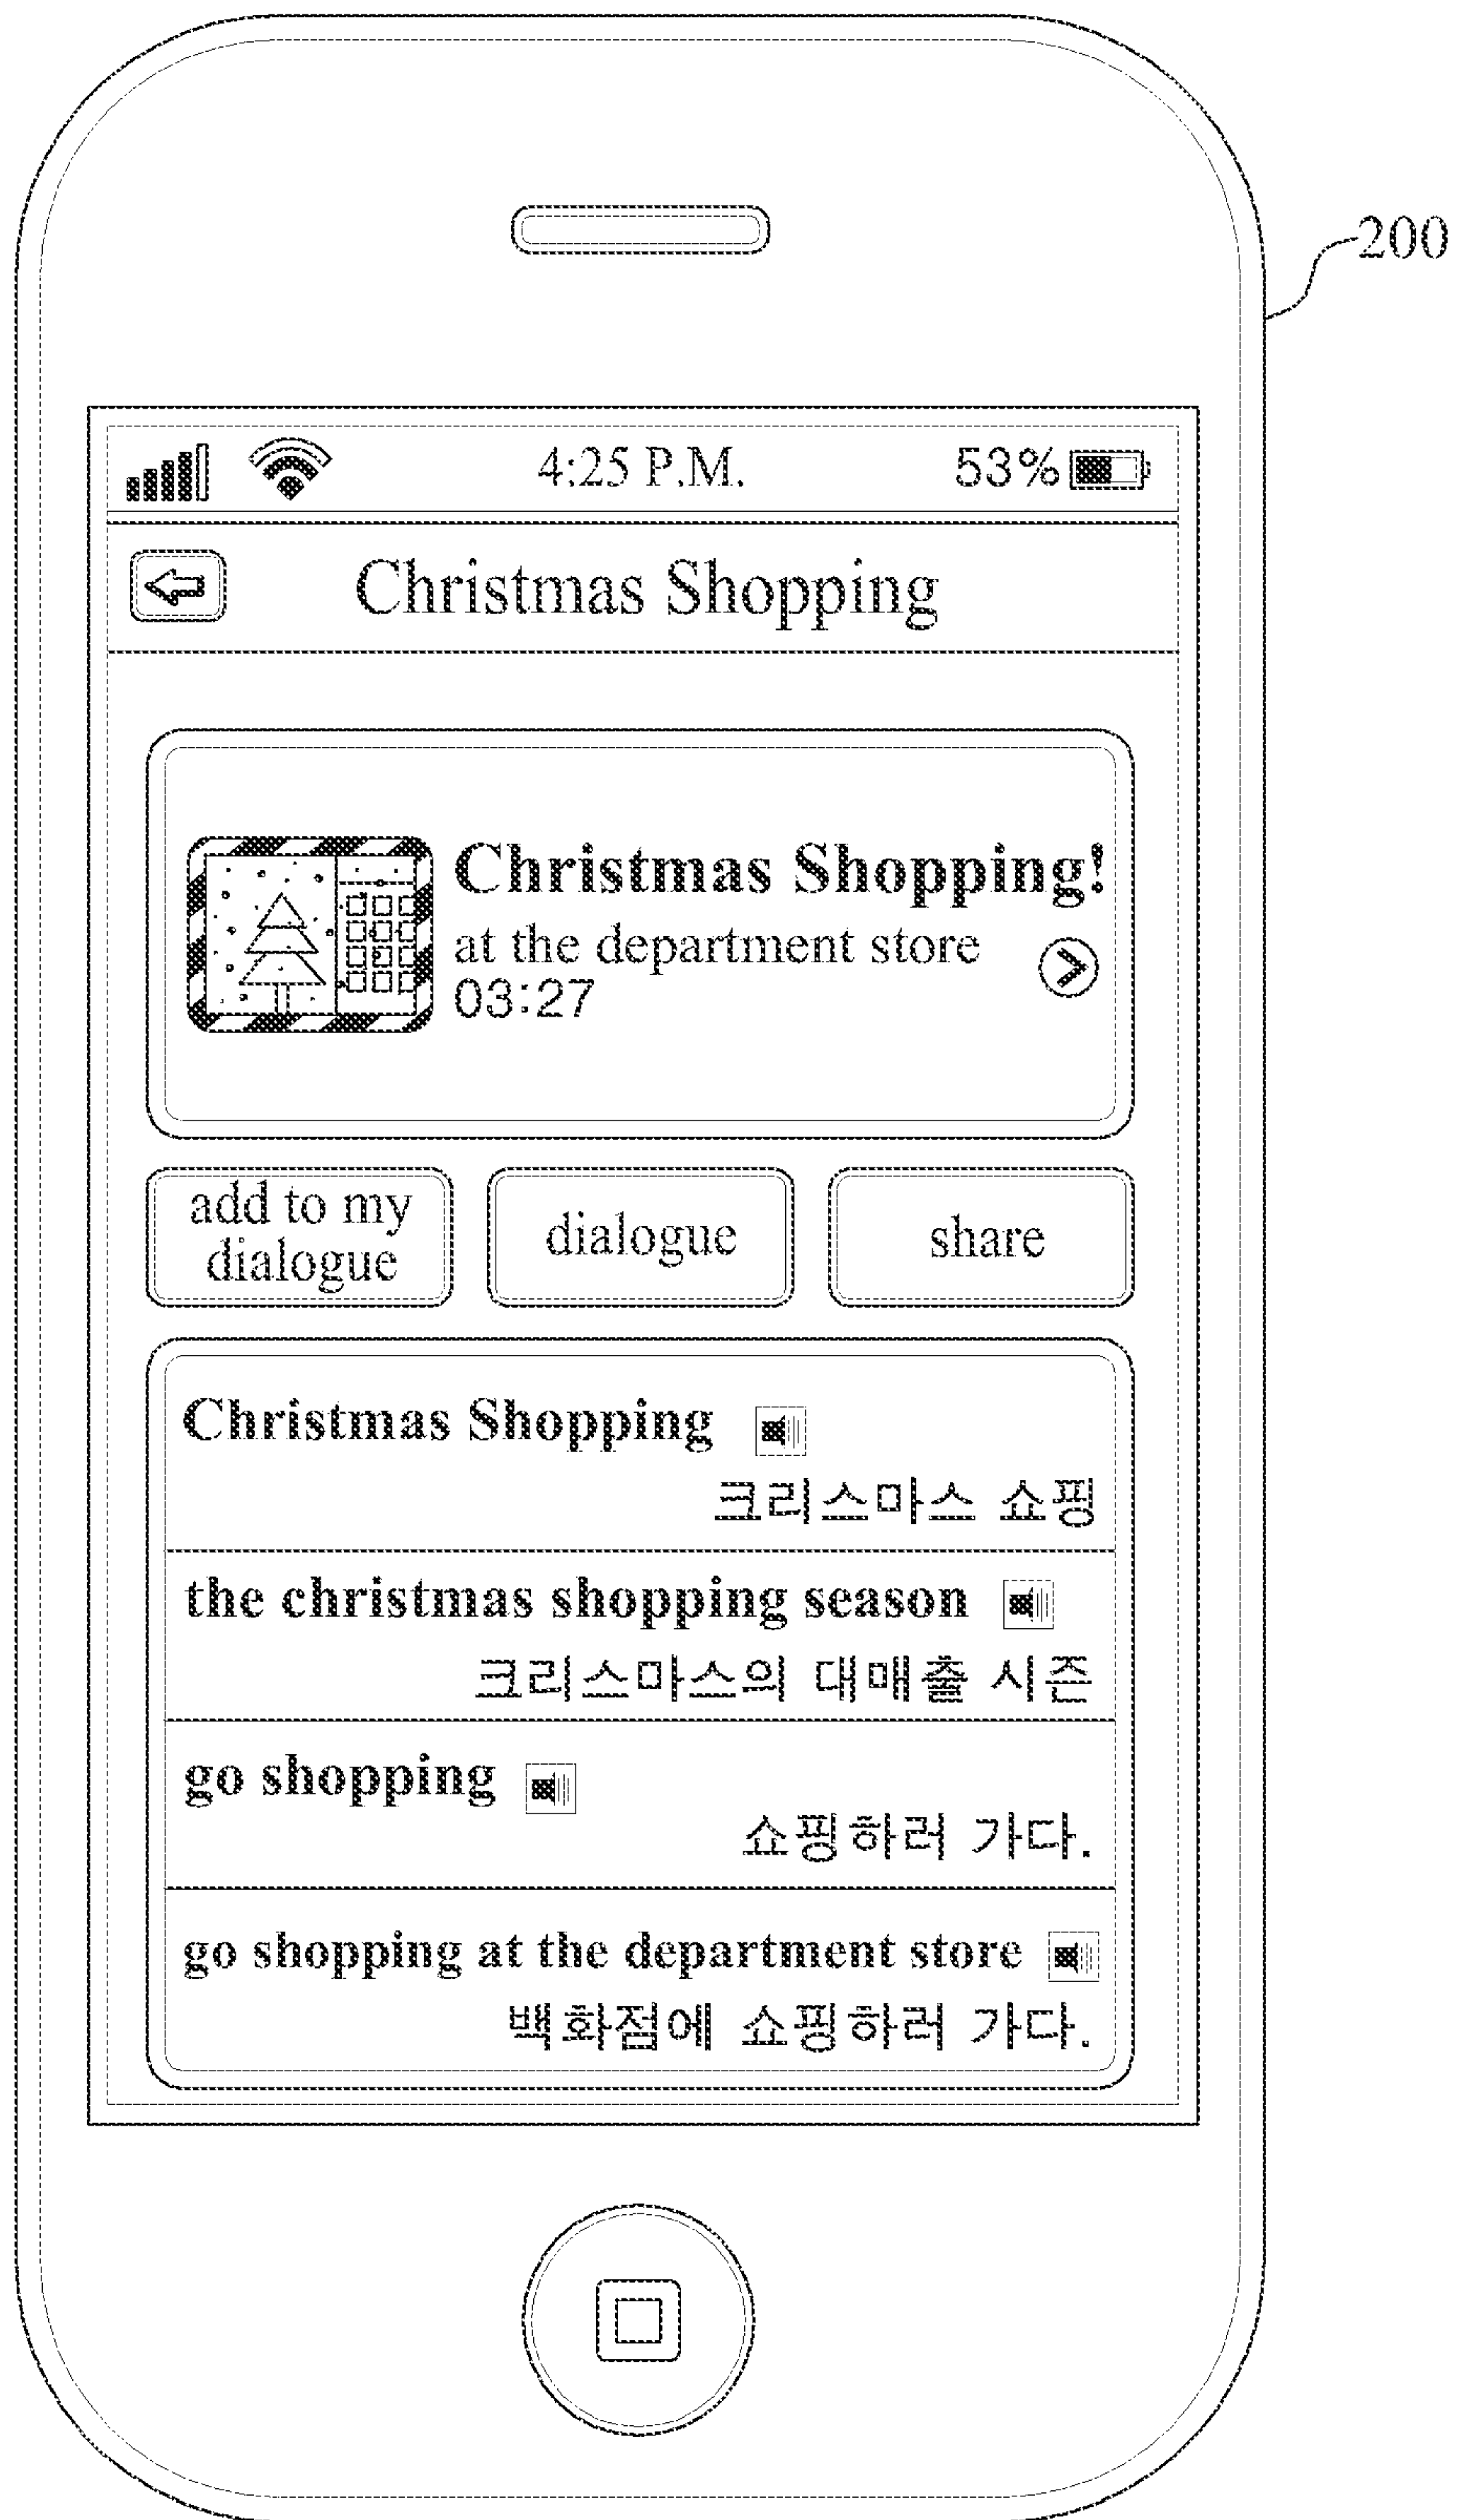 200
4:25 P.M. 53%
Christmas Shopping
Christmas Shopping!
at the department store
03:27
add to my
dialogue
dialogue
share
Christmas Shopping
크리스마스 쇼핑
the christmas shopping season
크리스마스의 대매출 시즌
go shopping
쇼핑하러 가다.
go shopping at the department store
백화점에 쇼핑하러 가다.